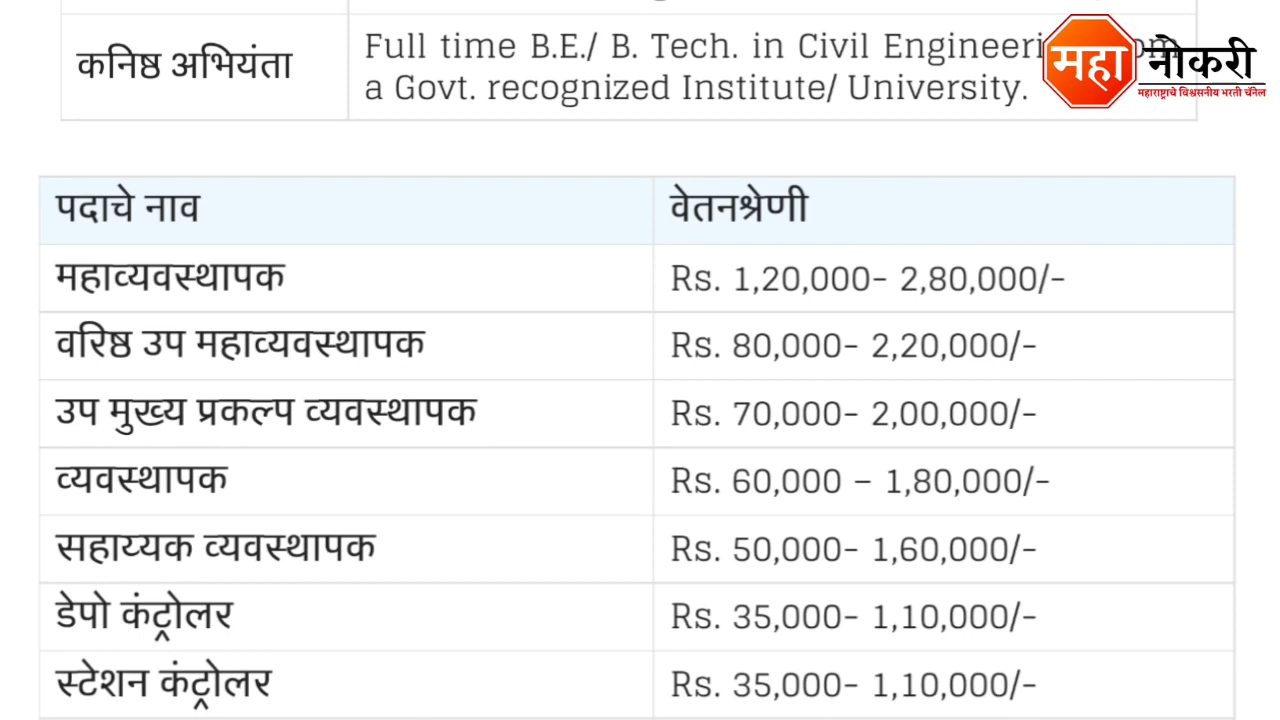 कनिष्ठ अभियंता
Full time B.E./ B. Tech. in Civil
a Govt. recognized Institute/ University.
महा नोकरी
महाराष्ट्राचे विश्वसनीय भरती चॅनेल
पदाचे नाव वेतनश्रेणी
महाव्यवस्थापक Rs. 1,20,000- 2,80,000/-
वरिष्ठ उप महाव्यवस्थापक Rs. 80,000- 2,20,000/-
उप मुख्य प्रकल्प व्यवस्थापक Rs. 70,000- 2,00,000/-
व्यवस्थापक Rs. 60,000 – 1,80,000/-
सहाय्यक व्यवस्थापक Rs. 50,000- 1,60,000/-
डेपो कंट्रोलर Rs. 35,000- 1,10,000/-
स्टेशन कंट्रोलर Rs. 35,000- 1,10,000/-